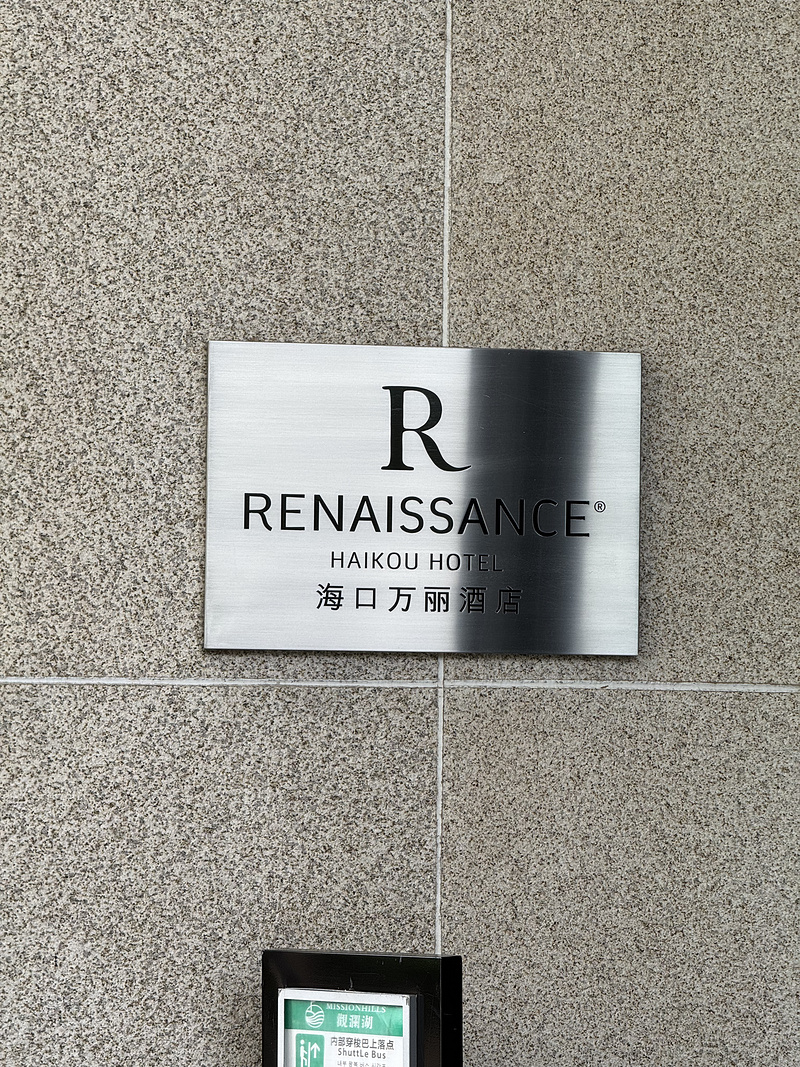 R
RENAISSANCE®
HAIKOU HOTEL
海口万丽酒店
MISSIONHILLS
观澜湖
内部穿梭巴上落点
ShuttLe Bus